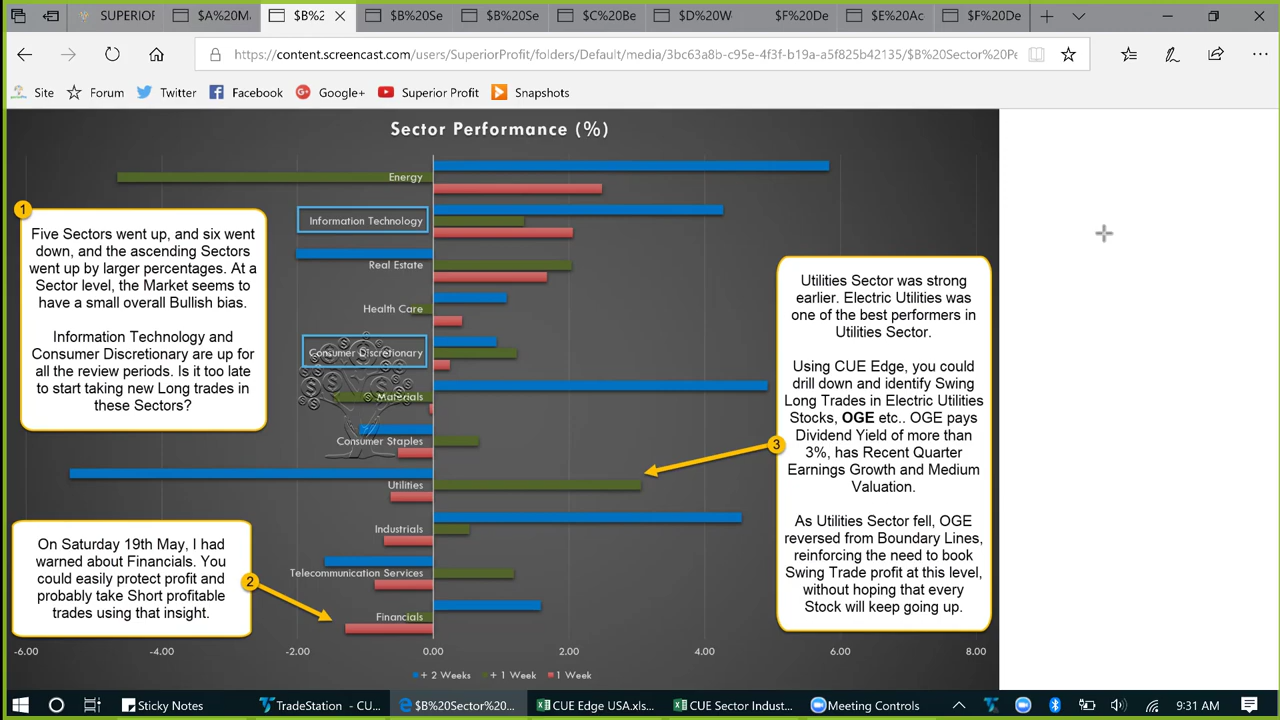 SUPERIOF
$A%20M
$B%2
$B%20Se
$B%20Se
$C%20Be
$D%20W
$F%20De
$E%20Ac
$F%20De
https://content.screencast.com/users/SuperiorProfit/folders/Default/media/3bc63a8b-c95e-4f3f-b19a-a5f825b42135/$B%20Sector%20Pe
Site
Forum
Twitter
Facebook
Google+
Superior Profit
Snapshots
Sector Performance (%)
Energy
Information Technology
Real Estate
Health Care
Consumer Discretionary
Materials
Consumer Staples
Utilities
Industrials
Telecommunication Services
Financials
1
Five Sectors went up, and six went
down, and the ascending Sectors
went up by larger percentages. At a
Sector level, the Market seems to
have a small overall Bullish bias.
Information Technology and
Consumer Discretionary are up for
all the review periods. Is it too late
to start taking new Long trades in
these Sectors?
2
On Saturday 19th May, I had
warned about Financials. You
could easily protect profit and
probably take Short profitable
trades using that insight.
3
Utilities Sector was strong
earlier. Electric Utilities was
one of the best performers in
Utilities Sector.
Using CUE Edge, you could
drill down and identify Swing
Long Trades in Electric Utilities
Stocks, OGE etc.. OGE pays
Dividend Yield of more than
3%, has Recent Quarter
Earnings Growth and Medium
Valuation.
As Utilities Sector fell, OGE
reversed from Boundary Lines,
reinforcing the need to book
Swing Trade profit at this level,
without hoping that every
Stock will keep going up.
-6.00
-4.00
-2.00
0.00
2.00
4.00
6.00
8.00
+ 2 Weeks
+ 1 Week
1 Week
Sticky Notes
TradeStation - CU...
$B%20Sector%20...
CUE Edge USA.xls...
CUE Sector Indust...
Meeting Controls
9:31 AM